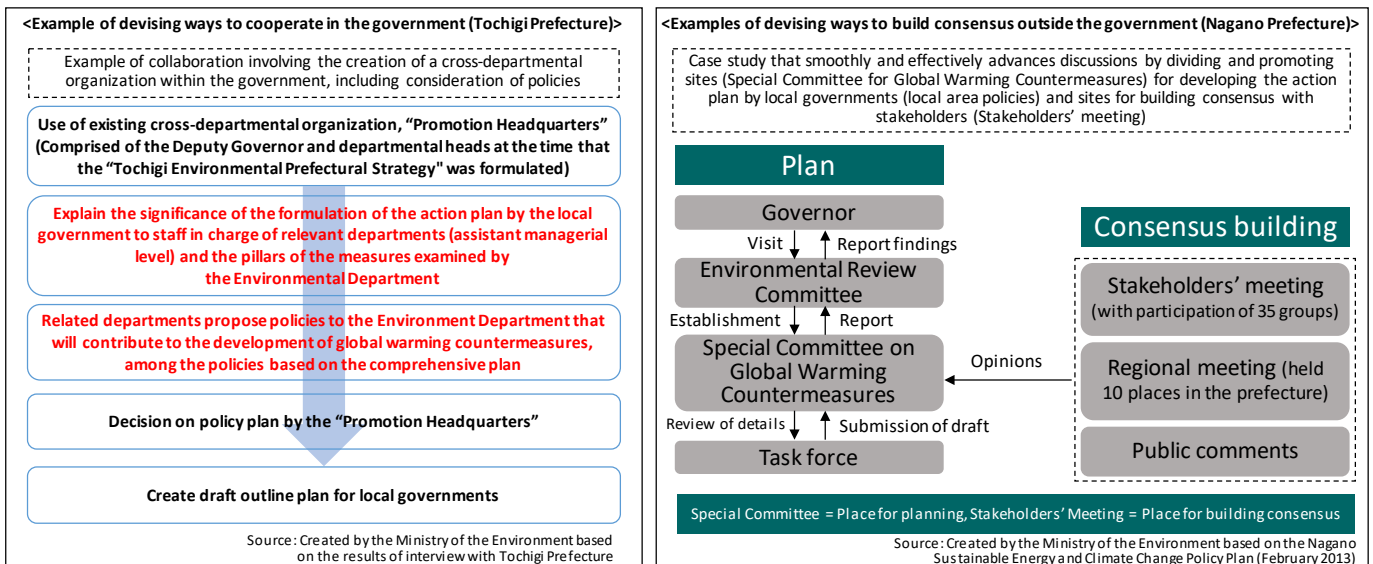 <Example of devising ways to cooperate in the government (Tochigi Prefecture)>
Example of collaboration involving the creation of a cross-departmental
organization within the government, including consideration of policies
Use of existing cross-departmental organization, “Promotion Headquarters”
(Comprised of the Deputy Governor and departmental heads at the time that
the “Tochigi Environmental Prefectural Strategy" was formulated)
Explain the significance of the formulation of the action plan by the local
government to staff in charge of relevant departments (assistant managerial
level) and the pillars of the measures examined by
the Environmental Department
Related departments propose policies to the Environment Department that
will contribute to the development of global warming countermeasures,
among the policies based on the comprehensive plan
Decision on policy plan by the “Promotion Headquarters”
Create draft outline plan for local governments
Source: Created by the Ministry of the Environment based
on the results of interview with Tochigi Prefecture
<Examples of devising ways to build consensus outside the government (Nagano Prefecture)>
Case study that smoothly and effectively advances discussions by dividing and promoting
sites (Special Committee for Global Warming Countermeasures) for developing the action
plan by local governments (local area policies) and sites for building consensus with
stakeholders (Stakeholders’ meeting)
Plan
Governor
Visit
Report findings
Environmental Review
Committee
Establishment
Report
Special Committee on
Global Warming
Countermeasures
Review of details
Submission of draft
Task force
Opinions
Consensus building
Stakeholders’ meeting
(with participation of 35 groups)
Regional meeting (held
10 places in the prefecture)
Public comments
Special Committee = Place for planning, Stakeholders’ Meeting = Place for building consensus
Source: Created by the Ministry of the Environment based on the Nagano
Sustainable Energy and Climate Change Policy Plan (February 2013)